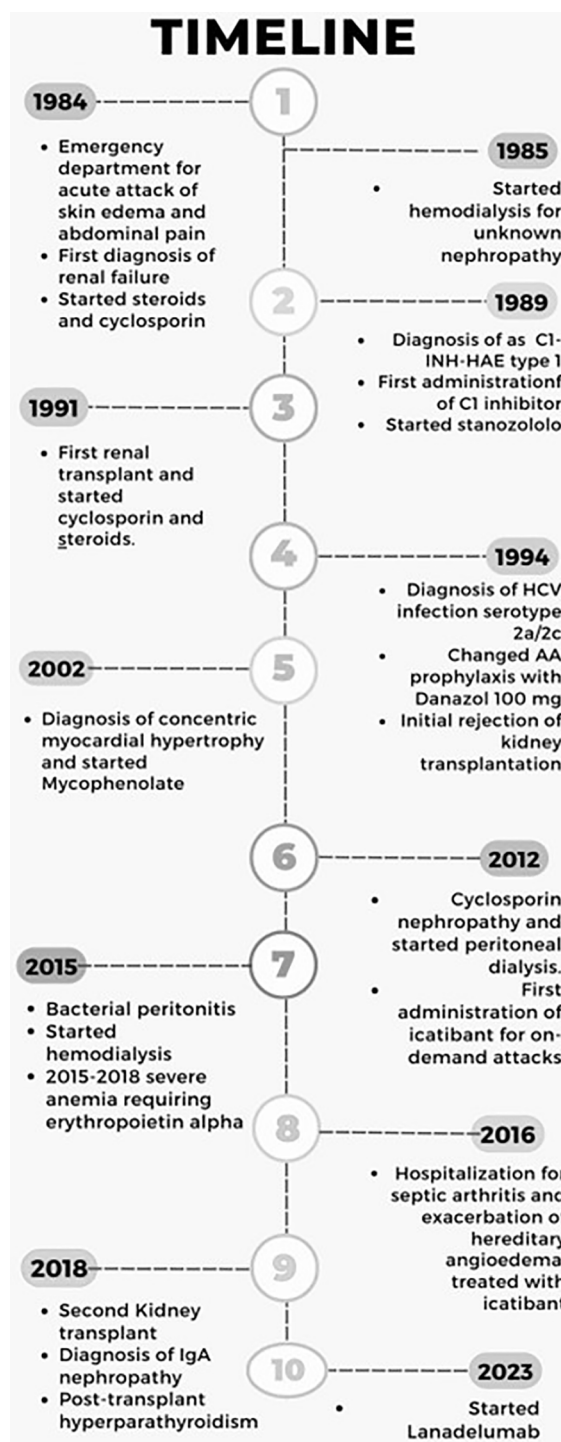 TIMELINE
1
1984
• Emergency
department for
acute attack of
skin edema and
abdominal pain
• First diagnosis of
renal failure
• Started steroids
and cyclosporin
1985
• Started
hemodialysis for
unknown
nephropathy
2
1989
• Diagnosis of as C1-
INH-HAE type 1
• First administrationf
of C1 inhibitor
• Started stanozololo
3
1991
• First renal
transplant and
started
cyclosporin and
steroids.
4
1994
• Diagnosis of HCV
infection serotype
2a/2c
• Changed AA
prophylaxis with
Danazol 100 mg
• Initial rejection of
kidney
transplantation
5
2002
• Diagnosis of concentric
myocardial hypertrophy
and started
Mycophenolate
6
2012
• Cyclosporin
nephropathy and
started peritoneal
dialysis.
• First
administration of
icatibant for on-
demand attacks
7
2015
• Bacterial peritonitis
• Started
hemodialysis
• 2015-2018 severe
anemia requiring
erythropoietin alpha
8
2016
• Hospitalization for
septic arthritis and
exacerbation of
hereditary
angioedema
treated with
icatibant
9
2018
• Second Kidney
transplant
• Diagnosis of IgA
nephropathy
• Post-transplant
hyperparathyroidism
10
2023
• Started
Lanadelumab